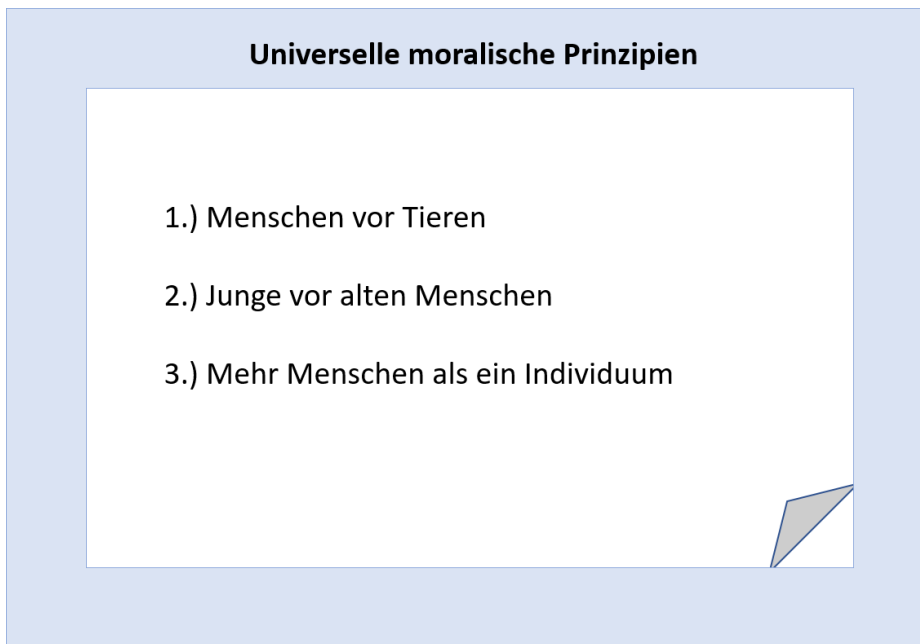 Universelle moralische Prinzipien
1.) Menschen vor Tieren
2.) Junge vor alten Menschen
3.) Mehr Menschen als ein Individuum